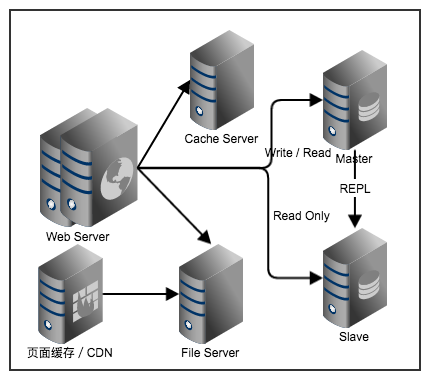 Cache Server
Write / Read
Master
REPL
Read Only
Web Server
页面缓存 / CDN
File Server
Slave